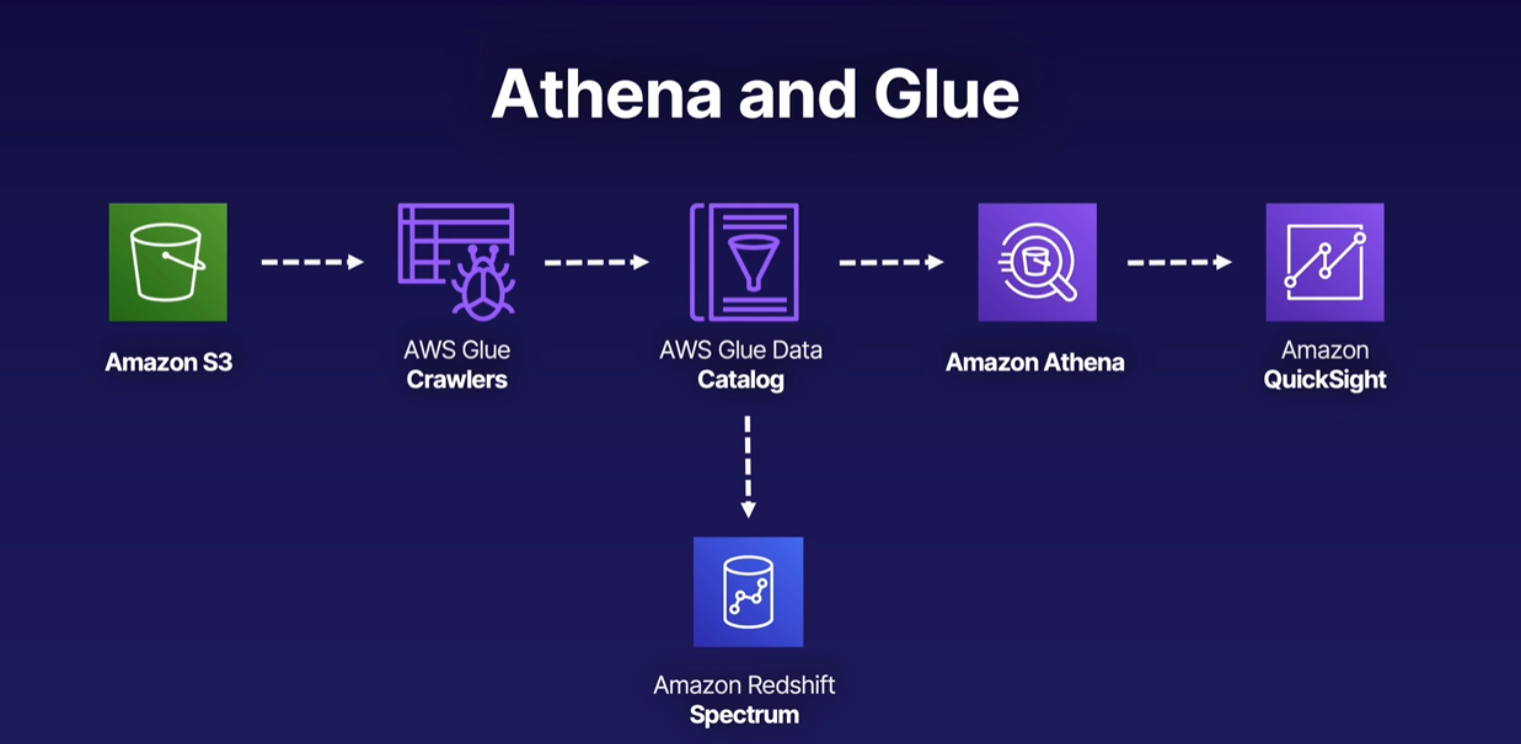 Athena and Glue
Amazon S3
AWS Glue
Crawlers
AWS Glue Data
Catalog
Amazon Athena
Amazon
QuickSight
Amazon Redshift
Spectrum